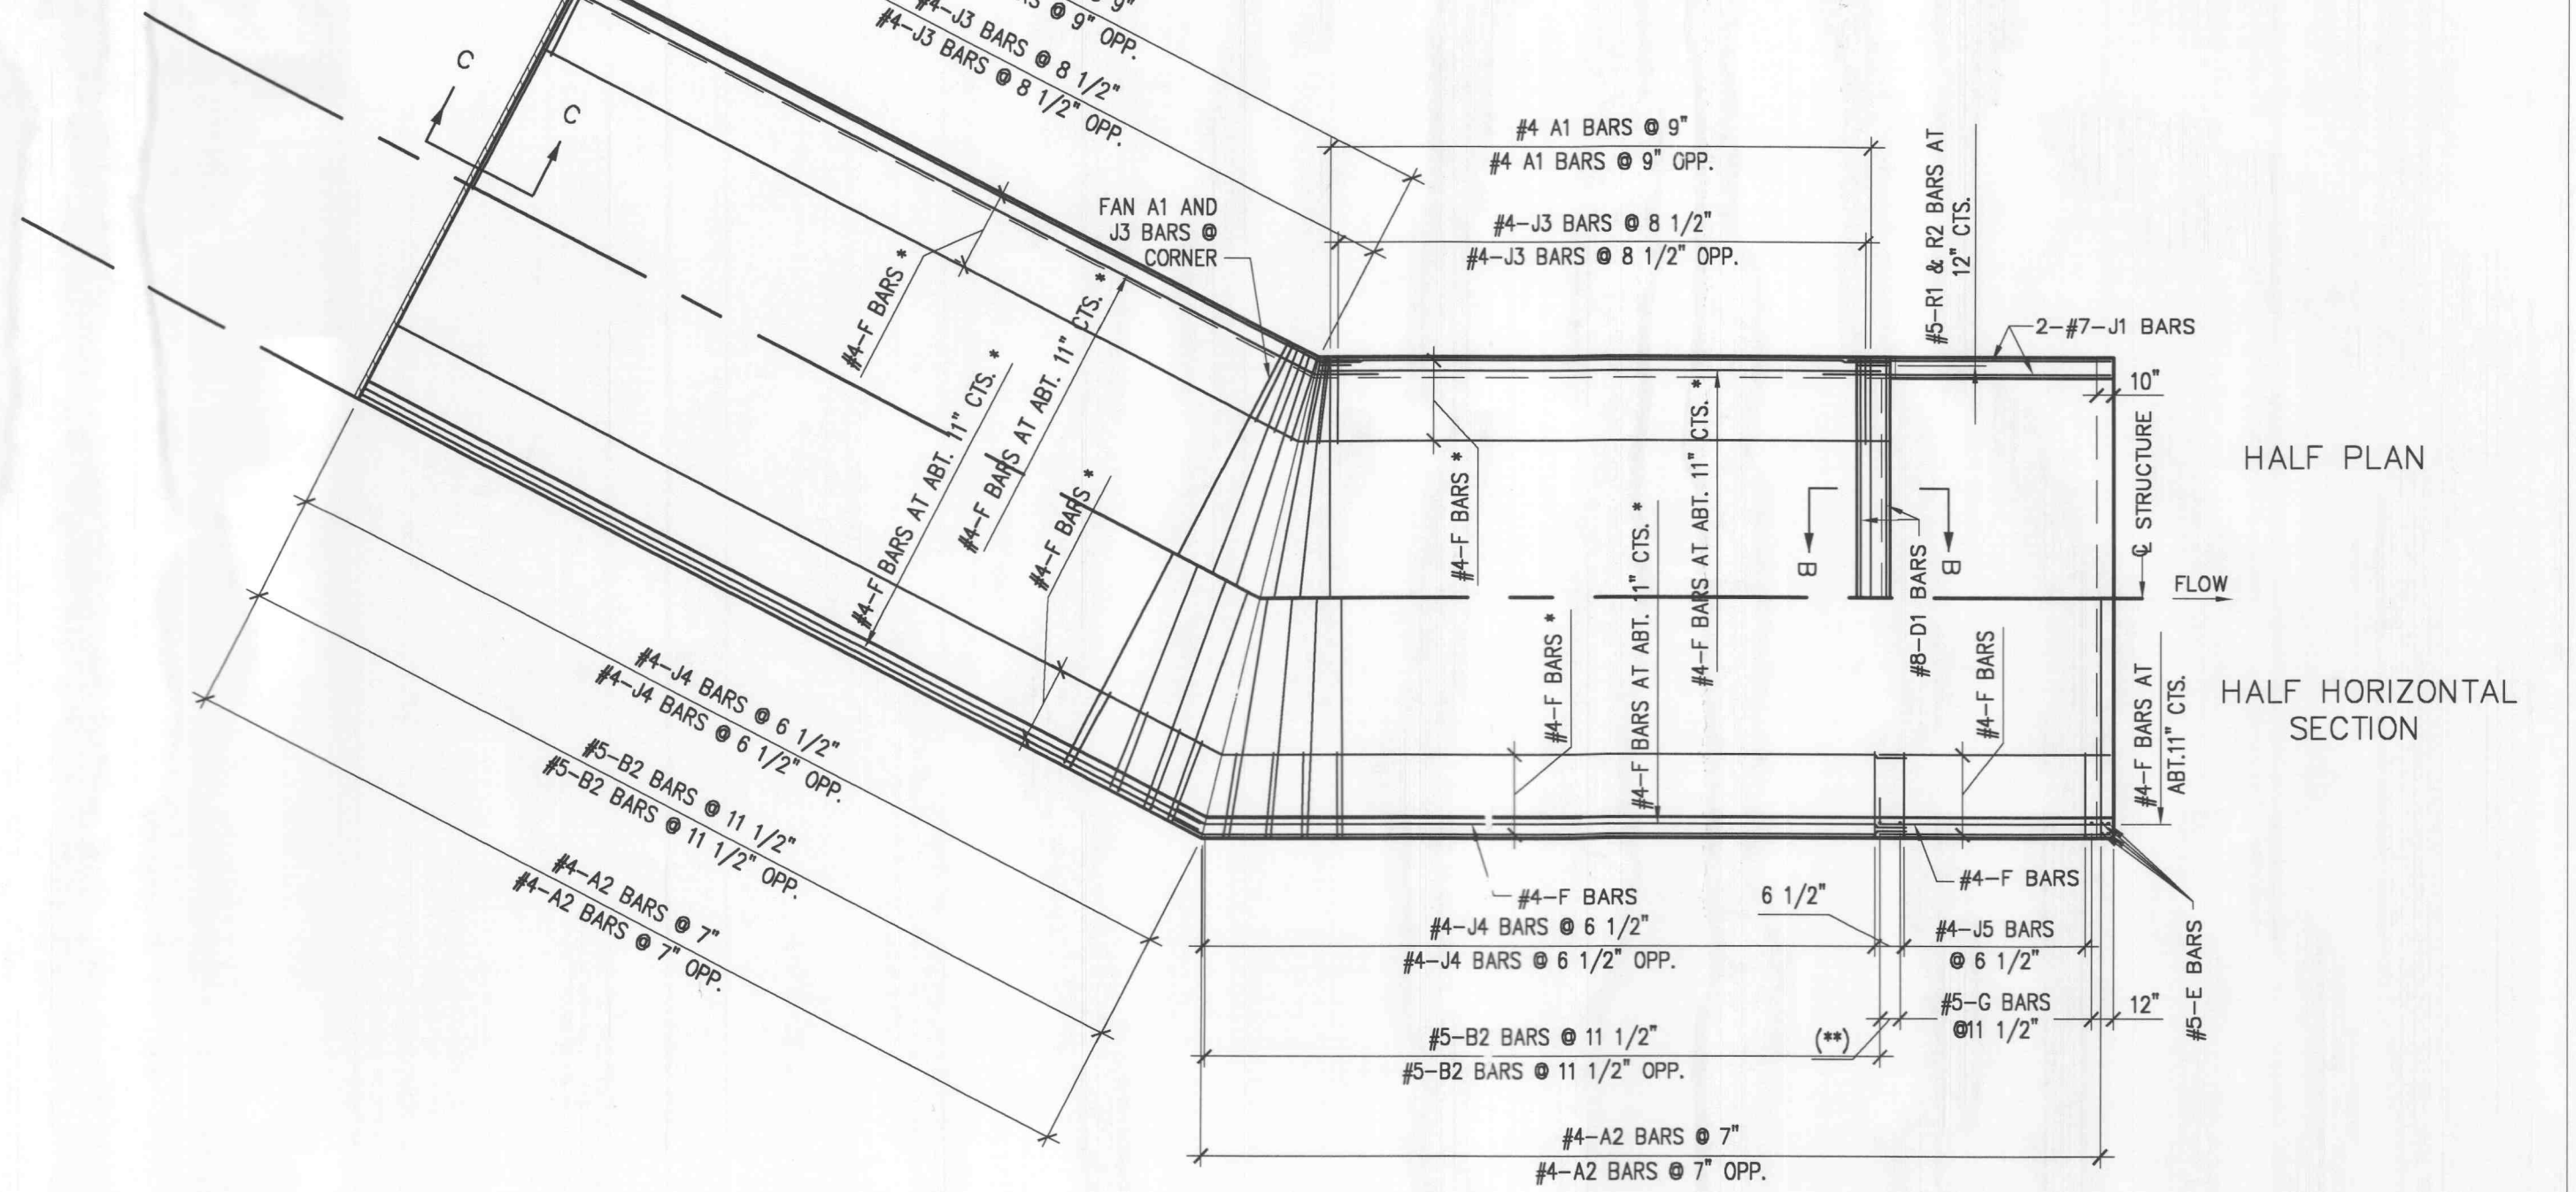 9"
@ 9" OPP.
#4-J3 BARS @ 8 1/2"
#4-J3 BARS @ 8 1/2" OPP.
C
C
FAN A1 AND
J3 BARS @
CORNER
#4 A1 BARS @ 9"
#4 A1 BARS @ 9" OPP.
#4-J3 BARS @ 8 1/2"
#4-J3 BARS @ 8 1/2" OPP.
#5-R1 & R2 BARS AT
12" CTS.
2-#7-J1 BARS
10"
℄ STRUCTURE
HALF PLAN
FLOW
HALF HORIZONTAL
SECTION
#4-F BARS *
#4-F BARS AT ABT. 11" CTS. *
#4-F BARS AT ABT. 11" CTS. *
#4-F BARS *
#4-F BARS *
#4-F BARS *
#4-F BARS AT ABT. 11" CTS. *
#4-F BARS AT ABT. 11" CTS. *
B
B
#8-D1 BARS
#4-F BARS
#4-F BARS AT
ABT.11" CTS.
#4-J4 BARS @ 6 1/2"
#4-J4 BARS @ 6 1/2" OPP.
#5-B2 BARS @ 11 1/2"
#5-B2 BARS @ 11 1/2" OPP.
#4-A2 BARS @ 7"
#4-A2 BARS @ 7" OPP.
#4-F BARS
#4-J4 BARS @ 6 1/2"
#4-J4 BARS @ 6 1/2" OPP.
6 1/2"
#4-F BARS
#4-J5 BARS
@ 6 1/2"
#5-G BARS
@11 1/2"
12"
#5-E BARS
#5-B2 BARS @ 11 1/2"
#5-B2 BARS @ 11 1/2" OPP.
(**)
#4-A2 BARS @ 7"
#4-A2 BARS @ 7" OPP.